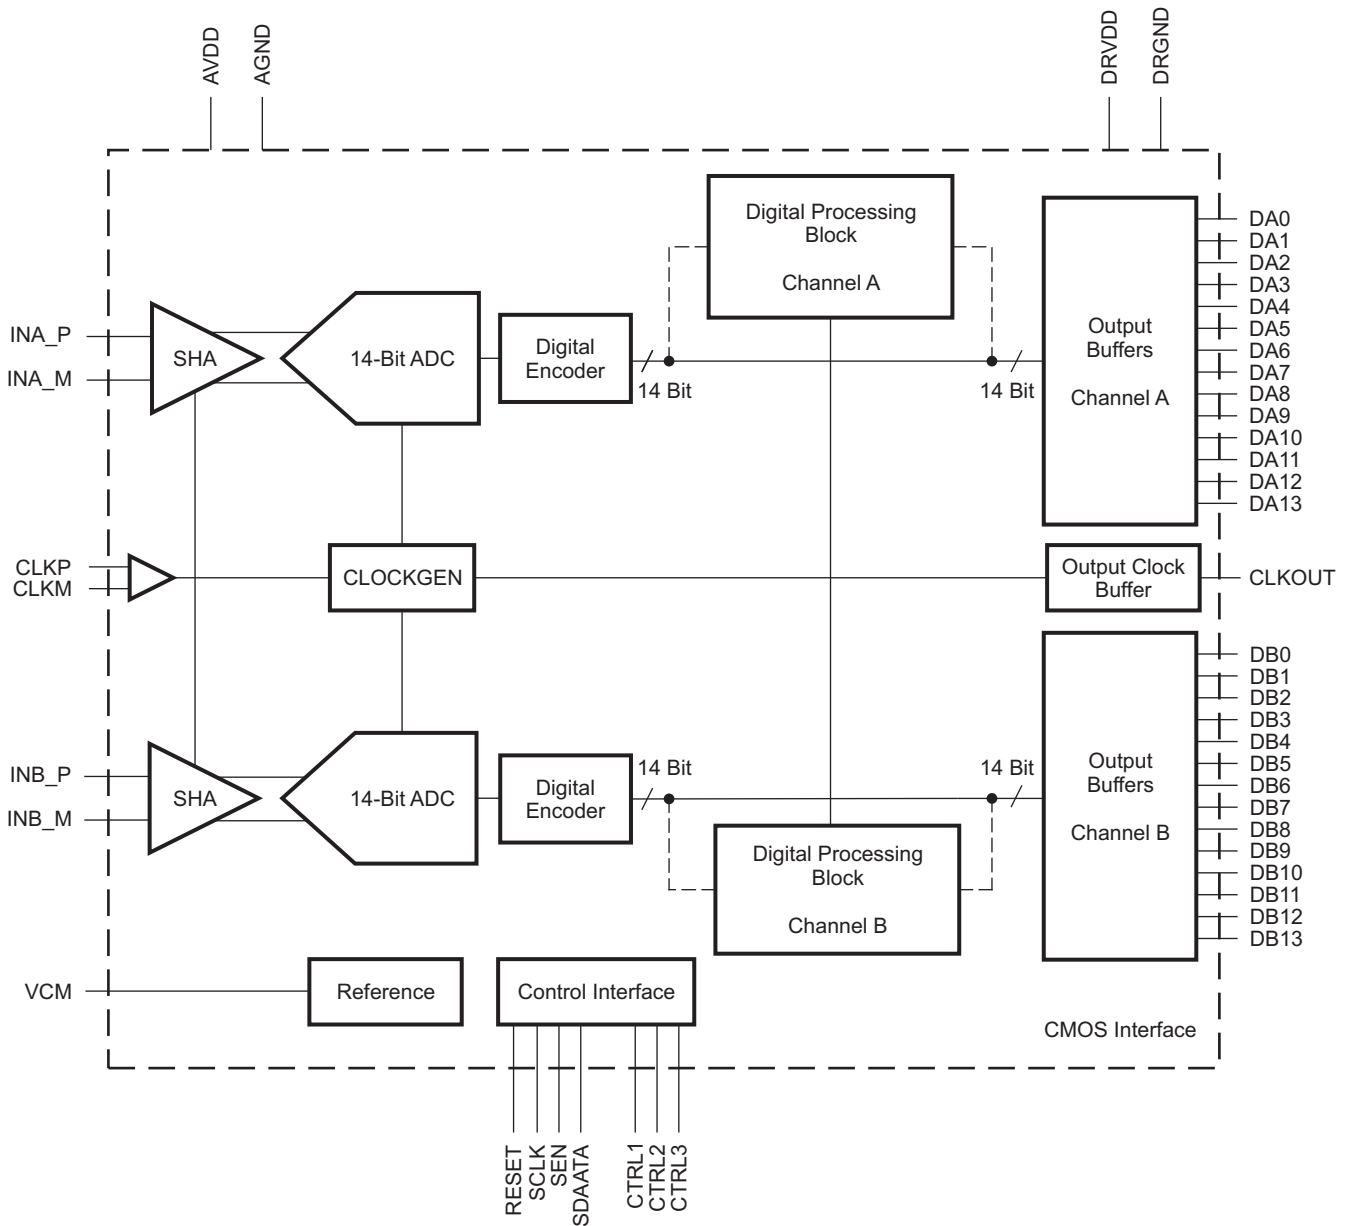 AVDD
AGND
DRVDD
DRGND
Digital Processing
Block
Channel A
DA0
DA1
DA2
DA3
DA4
DA5
DA6
DA7
DA8
DA9
DA10
DA11
DA12
DA13
INA_P
INA_M
SHA
14-Bit ADC
Digital
Encoder
14 Bit
14 Bit
Output
Buffers
Channel A
CLKP
CLKM
CLOCKGEN
Output Clock
Buffer
CLKOUT
DB0
DB1
DB2
DB3
DB4
DB5
DB6
DB7
DB8
DB9
DB10
DB11
DB12
DB13
INB_P
INB_M
SHA
14-Bit ADC
Digital
Encoder
14 Bit
14 Bit
Output
Buffers
Channel B
Digital Processing
Block
Channel B
VCM
Reference
Control Interface
CMOS Interface
RESET
SCLK
SEN
SDAATA
CTRL1
CTRL2
CTRL3